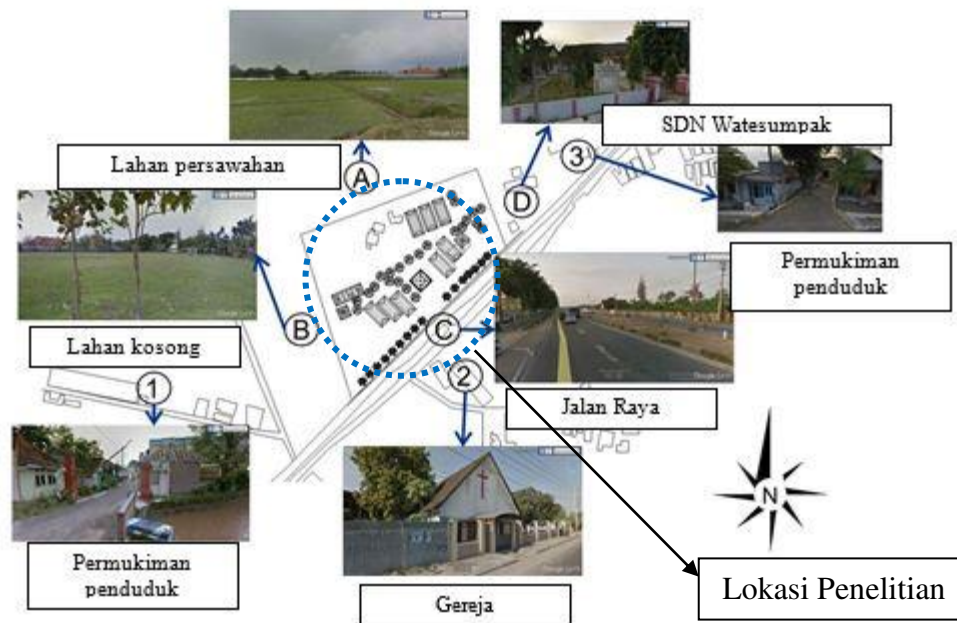 SDN Watesumpak
Lahan persawahan
A
3
D
Permukiman
penduduk
B
C
Lahan kosong
1
2
Jalan Raya
N
Permukiman
penduduk
Gereja
Lokasi Penelitian